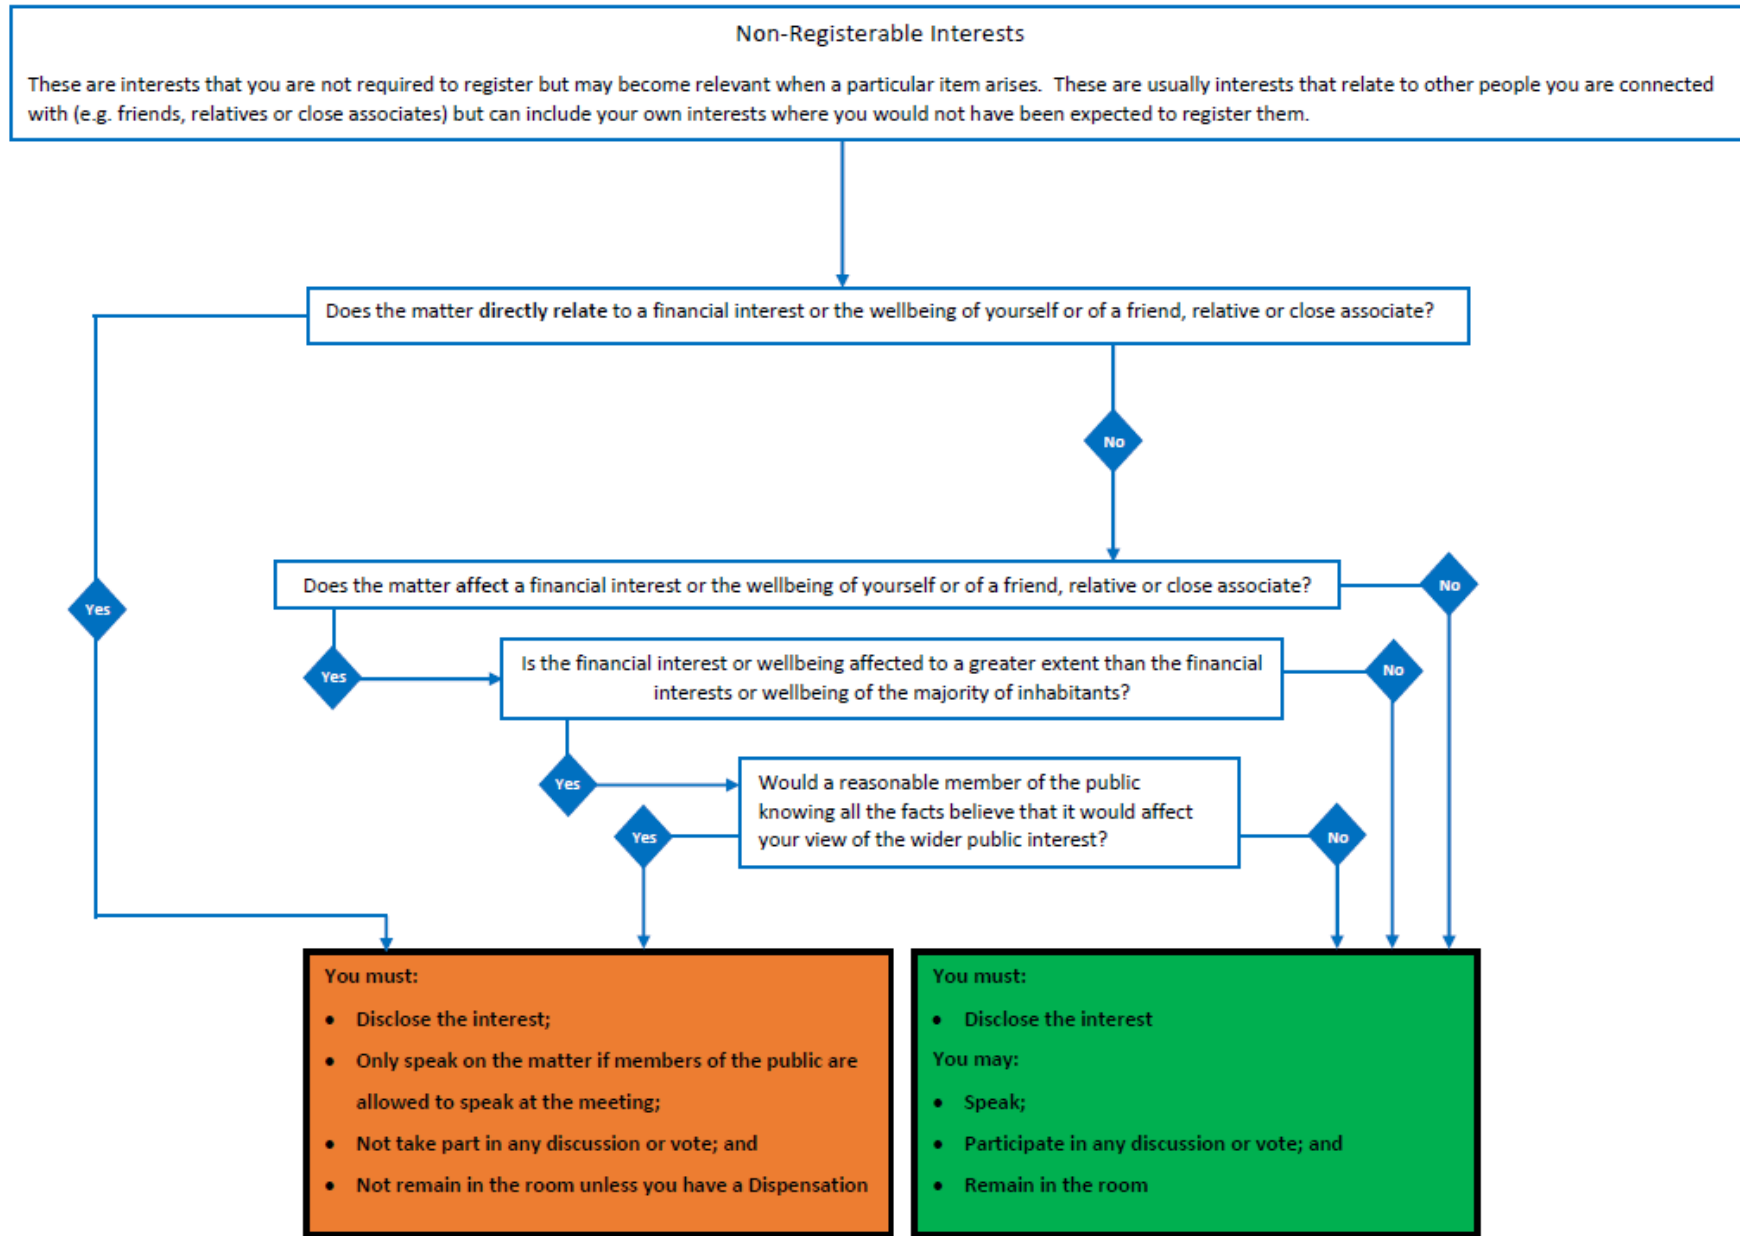 Non-Registerable Interests
These are interests that you are not required to register but may become relevant when a particular item arises.  These are usually interests that relate to other people you are connected
with (e.g. friends, relatives or close associates) but can include your own interests where you would not have been expected to register them.
Does the matter directly relate to a financial interest or the wellbeing of yourself or of a friend, relative or close associate?
No
Does the matter affect a financial interest or the wellbeing of yourself or of a friend, relative or close associate?
No
Yes
Yes
Is the financial interest or wellbeing affected to a greater extent than the financial
interests or wellbeing of the majority of inhabitants?
No
Yes
Would a reasonable member of the public
knowing all the facts believe that it would affect
your view of the wider public interest?
Yes
No
You must:
• Disclose the interest;
• Only speak on the matter if members of the public are
allowed to speak at the meeting;
• Not take part in any discussion or vote; and
• Not remain in the room unless you have a Dispensation
You must:
• Disclose the interest
You may:
• Speak;
• Participate in any discussion or vote; and
• Remain in the room